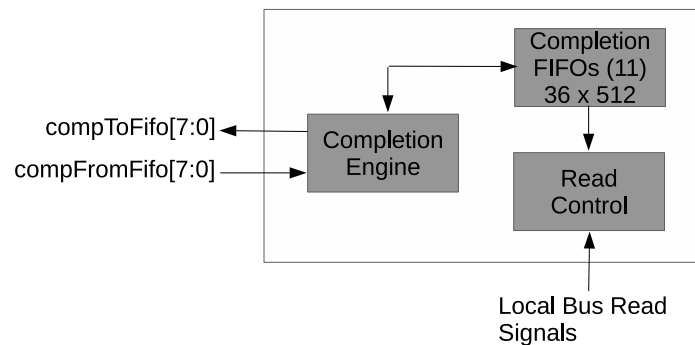 Completion
FIFOs (11)
36 x 512
compToFifo[7:0]
compFromFifo[7:0]
Completion
Engine
Read
Control
Local Bus Read
Signals